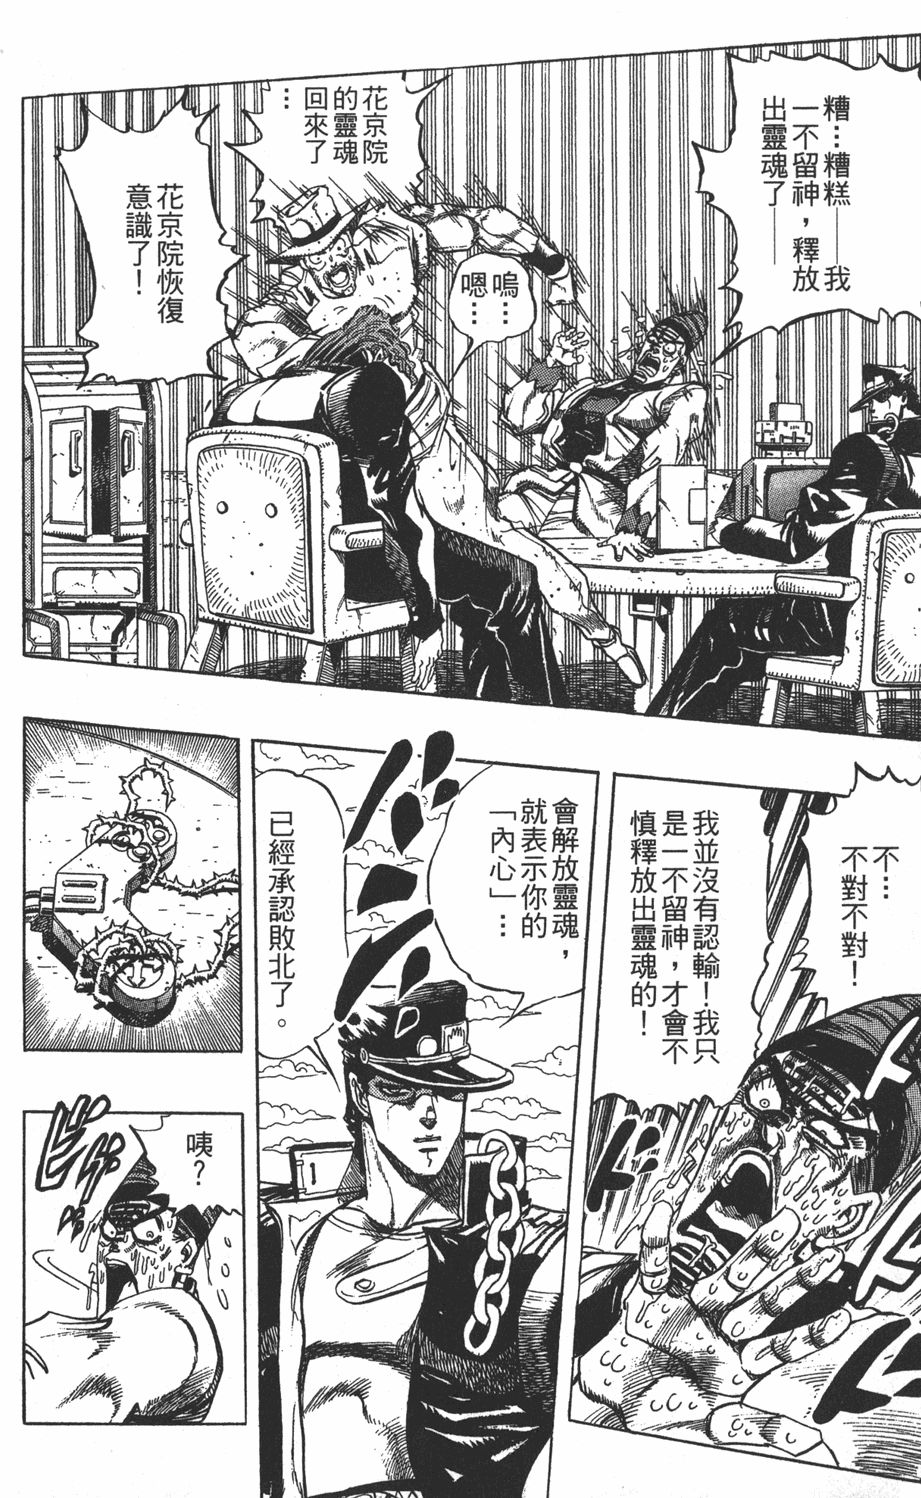 糟…糟糕——我
一不留神，釋放
出靈魂了——
花京院
的靈魂
回來了
…
嗚…
嗯…
花京院恢復
意識了！
不…
不對不對！
我並沒有認輸！我只
是一不留神，才會不
慎釋放出靈魂的！
ドドド
ド
會解放靈魂，
就表示你的
「內心」…
已經承認敗北了。
咦？